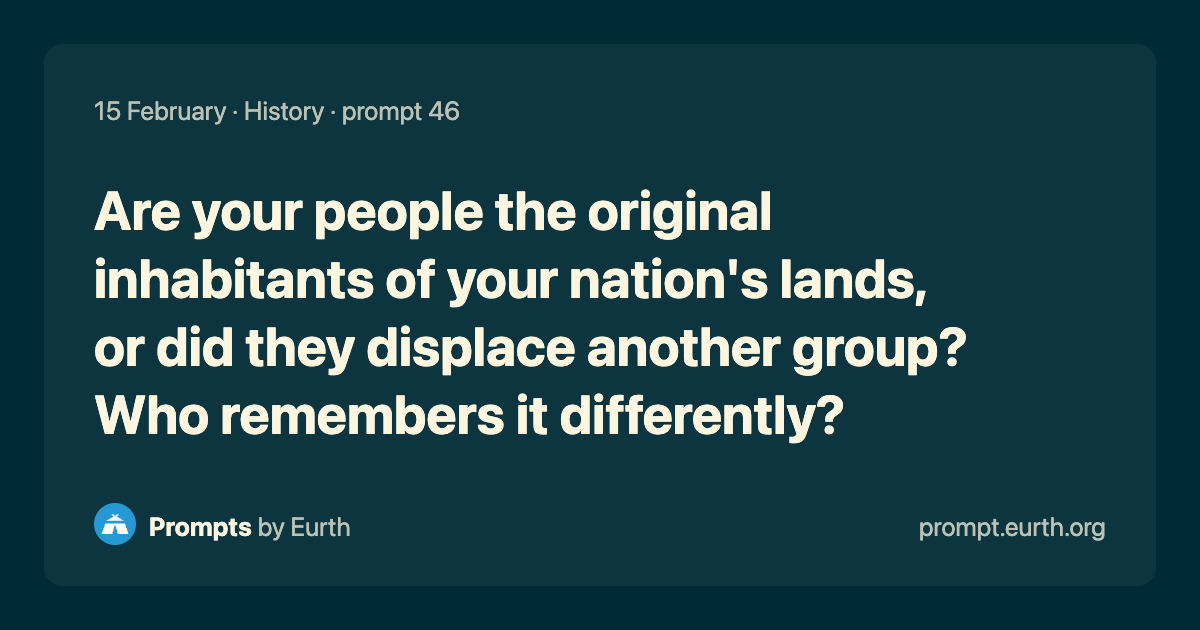 15 February · History · prompt 46
Are your people the original
inhabitants of your nation's lands,
or did they displace another group?
Who remembers it differently?
Prompts by Eurth
prompt.eurth.org